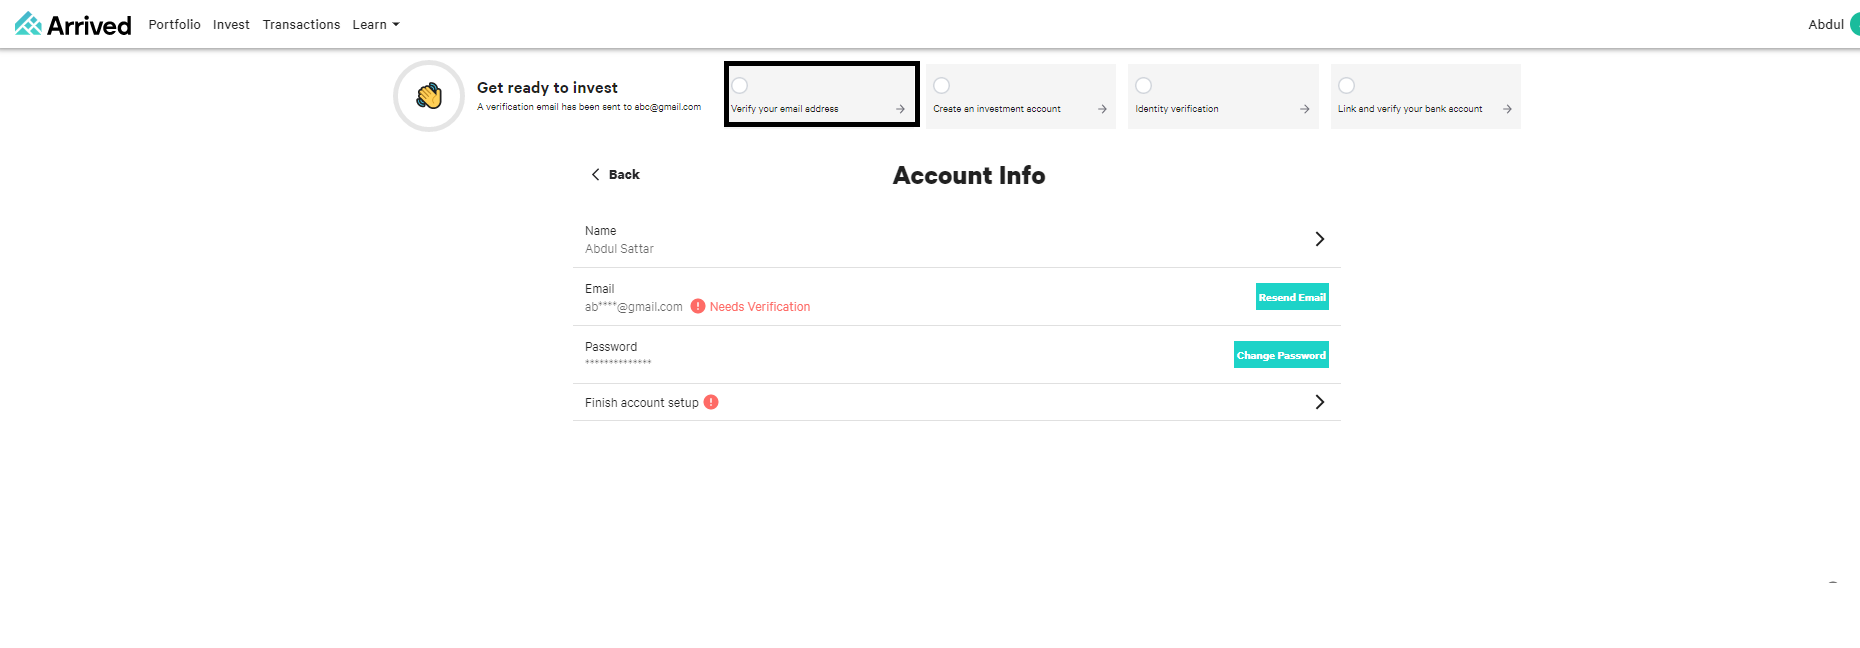 Arrived Portfolio Invest Transactions Learn Abdul
Get ready to invest
A verification email has been sent to abc@gmail.com
Verify your email address
Create an investment account
Identity verification
Link and verify your bank account
Back
Account Info
Name
Abdul Sattar
Email
ab****@gmail.com ! Needs Verification
Resend Email
Password
**************
Change Password
Finish account setup !